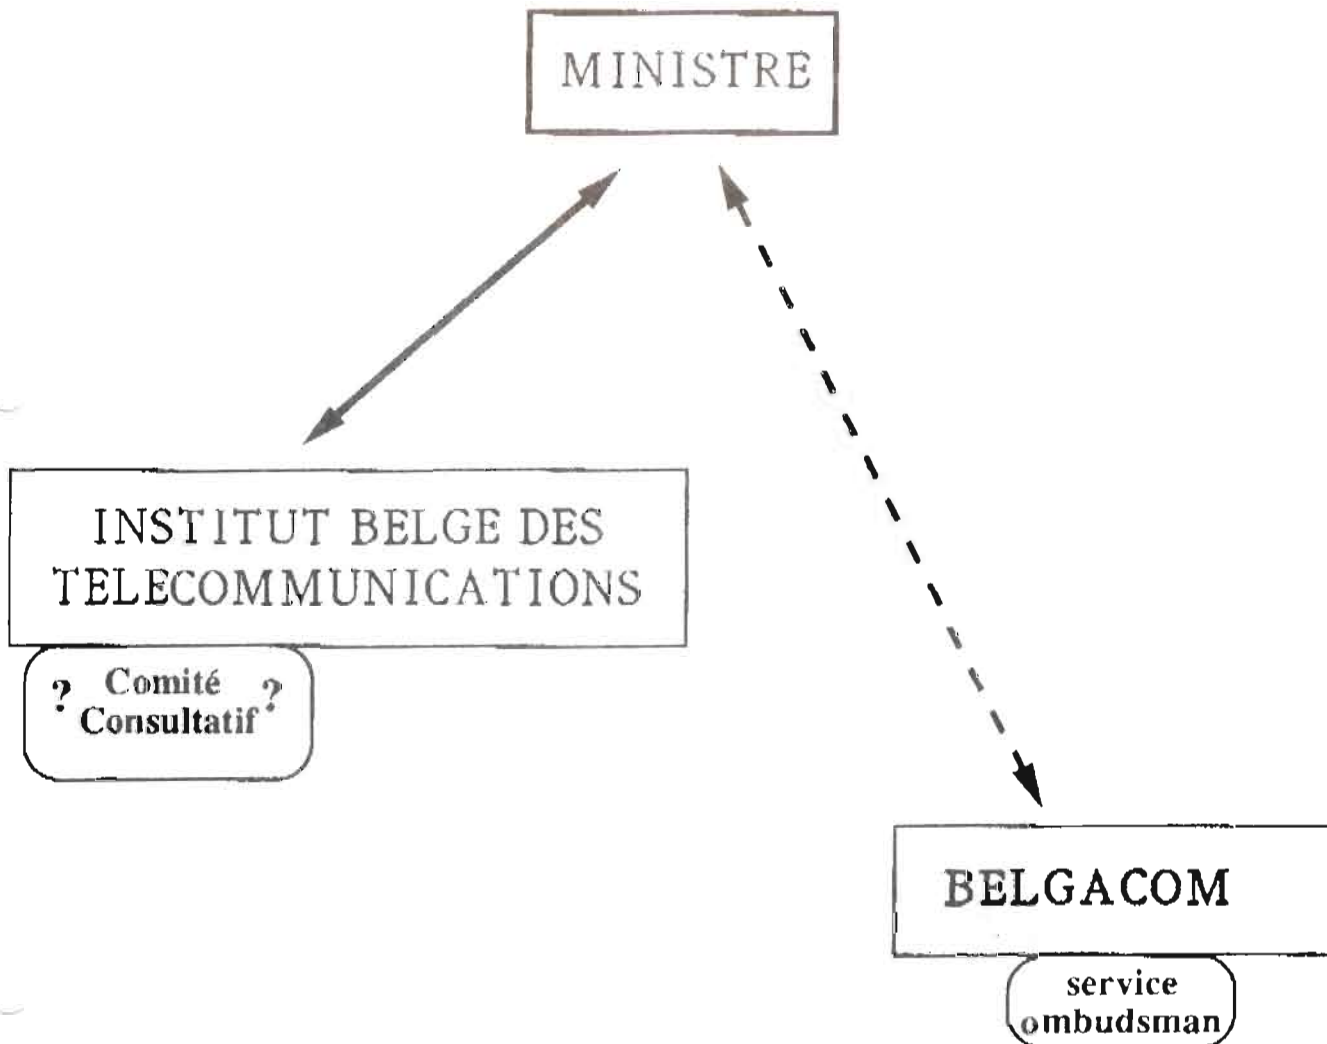 MINISTRE
INSTITUT BELGE DES
TELECOMMUNICATIONS
? Comité ?
Consultatif
BELGACOM
service
ombudsman